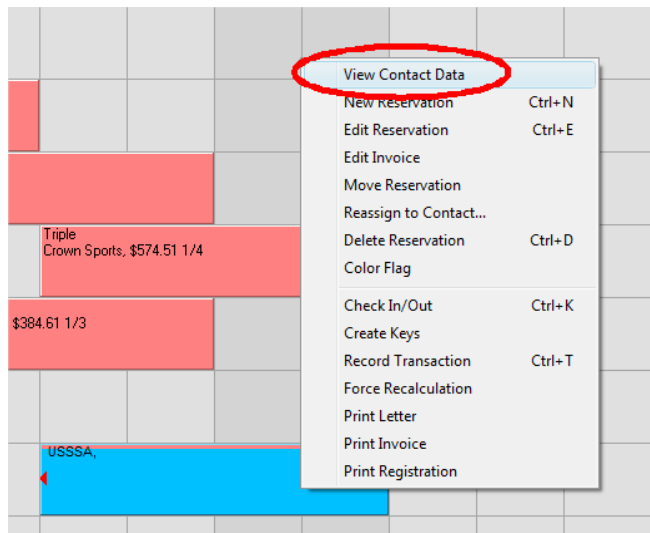 View Contact Data
New Reservation Ctrl+N
Edit Reservation Ctrl+E
Edit Invoice
Move Reservation
Reassign to Contact...
Delete Reservation Ctrl+D
Color Flag
Check In/Out Ctrl+K
Create Keys
Record Transaction Ctrl+T
Force Recalculation
Print Letter
Print Invoice
Print Registration
Triple
Crown Sports, $574.51 1/4
$384.61 1/3
USSSA,